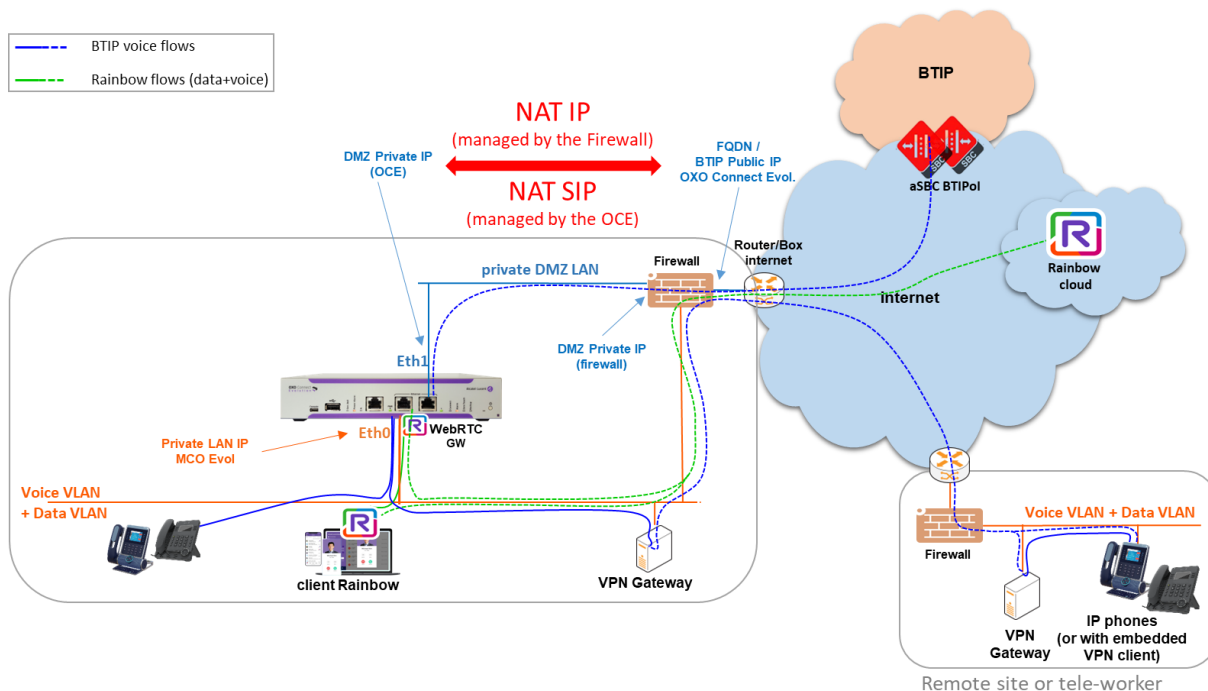 BTIP voice flows
Rainbow flows (data+voice)
BTIP
NAT IP
(managed by the Firewall)
DMZ Private IP
(OCE)
FQDN /
BTIP Public IP
OXO Connect Evol.
NAT SIP
(managed by the OCE)
SBC
SBC
aSBC BTIPol
R
Rainbow
cloud
Router/Box
internet
Firewall
private DMZ LAN
internet
DMZ Private IP
(firewall)
Eth1
Eth0
R
WebRTC
GW
Private LAN IP
MCO Evol
Voice VLAN
+ Data VLAN
R
client Rainbow
VPN Gateway
Voice VLAN + Data VLAN
Firewall
VPN
Gateway
IP phones
(or with embedded
VPN client)
Remote site or tele-worker